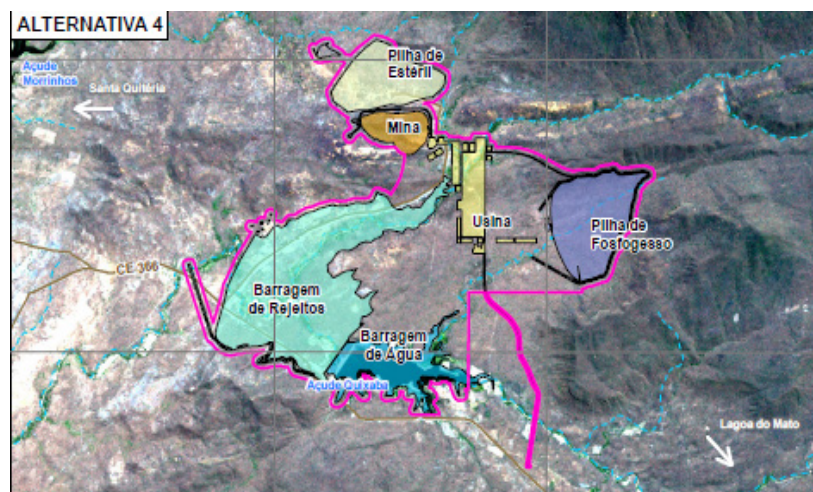 ALTERNATIVA 4
Açude
Morrinhos
Santa Quitéria
Pilha de
Estéril
Mina
Usina
Pilha de
Fosfogesso
CE 366
Barragem
de Rejeitos
Barragem
de Água
Açude Quixaba
Lagoa do Mato